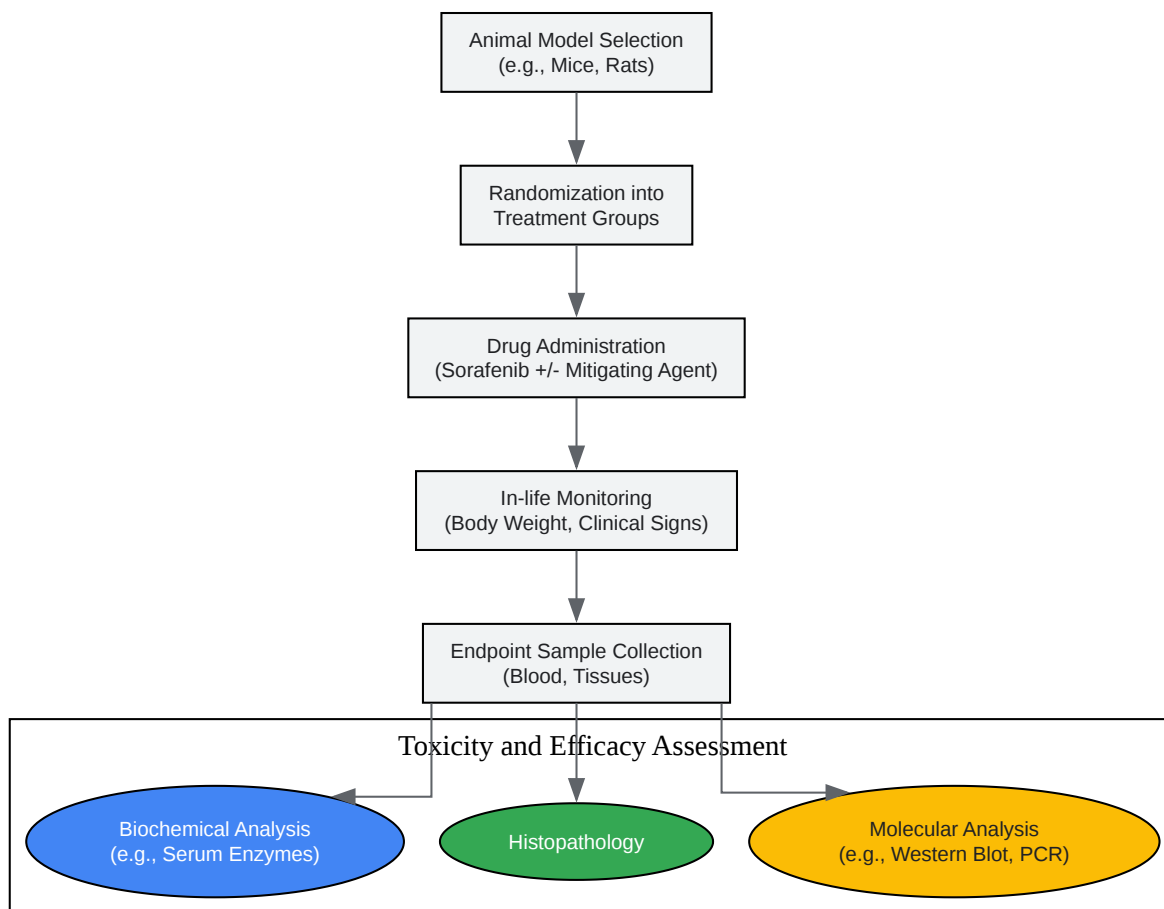 Animal Model Selection
(e.g., Mice, Rats)
Randomization into
Treatment Groups
Drug Administration
(Sorafenib +/- Mitigating Agent)
In-life Monitoring
(Body Weight, Clinical Signs)
Endpoint Sample Collection
(Blood, Tissues)
Toxicity and Efficacy Assessment
Biochemical Analysis
(e.g., Serum Enzymes)
Histopathology
Molecular Analysis
(e.g., Western Blot, PCR)